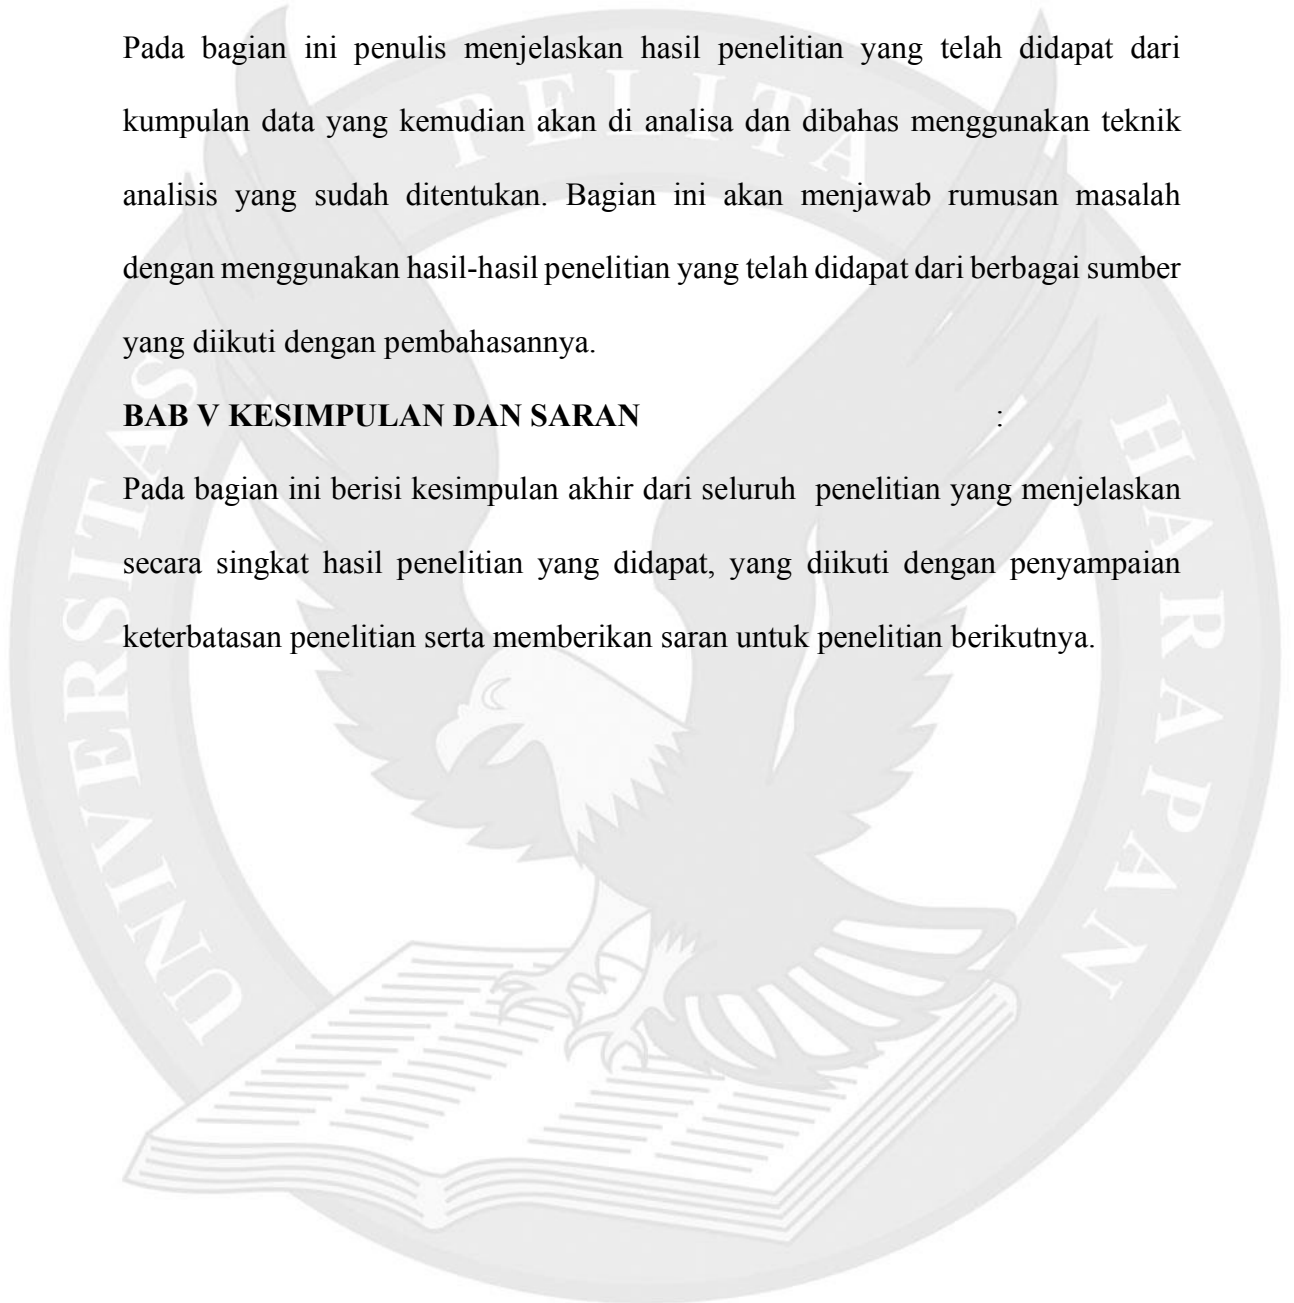 Pada bagian ini penulis menjelaskan hasil penelitian yang telah didapat dari
kumpulan data yang kemudian akan di analisa dan dibahas menggunakan teknik
analisis yang sudah ditentukan. Bagian ini akan menjawab rumusan masalah
dengan menggunakan hasil-hasil penelitian yang telah didapat dari berbagai sumber
yang diikuti dengan pembahasannya.
BAB V KESIMPULAN DAN SARAN :
Pada bagian ini berisi kesimpulan akhir dari seluruh penelitian yang menjelaskan
secara singkat hasil penelitian yang didapat, yang diikuti dengan penyampaian
keterbatasan penelitian serta memberikan saran untuk penelitian berikutnya.
UNIVERSITAS PELITA HARAPAN